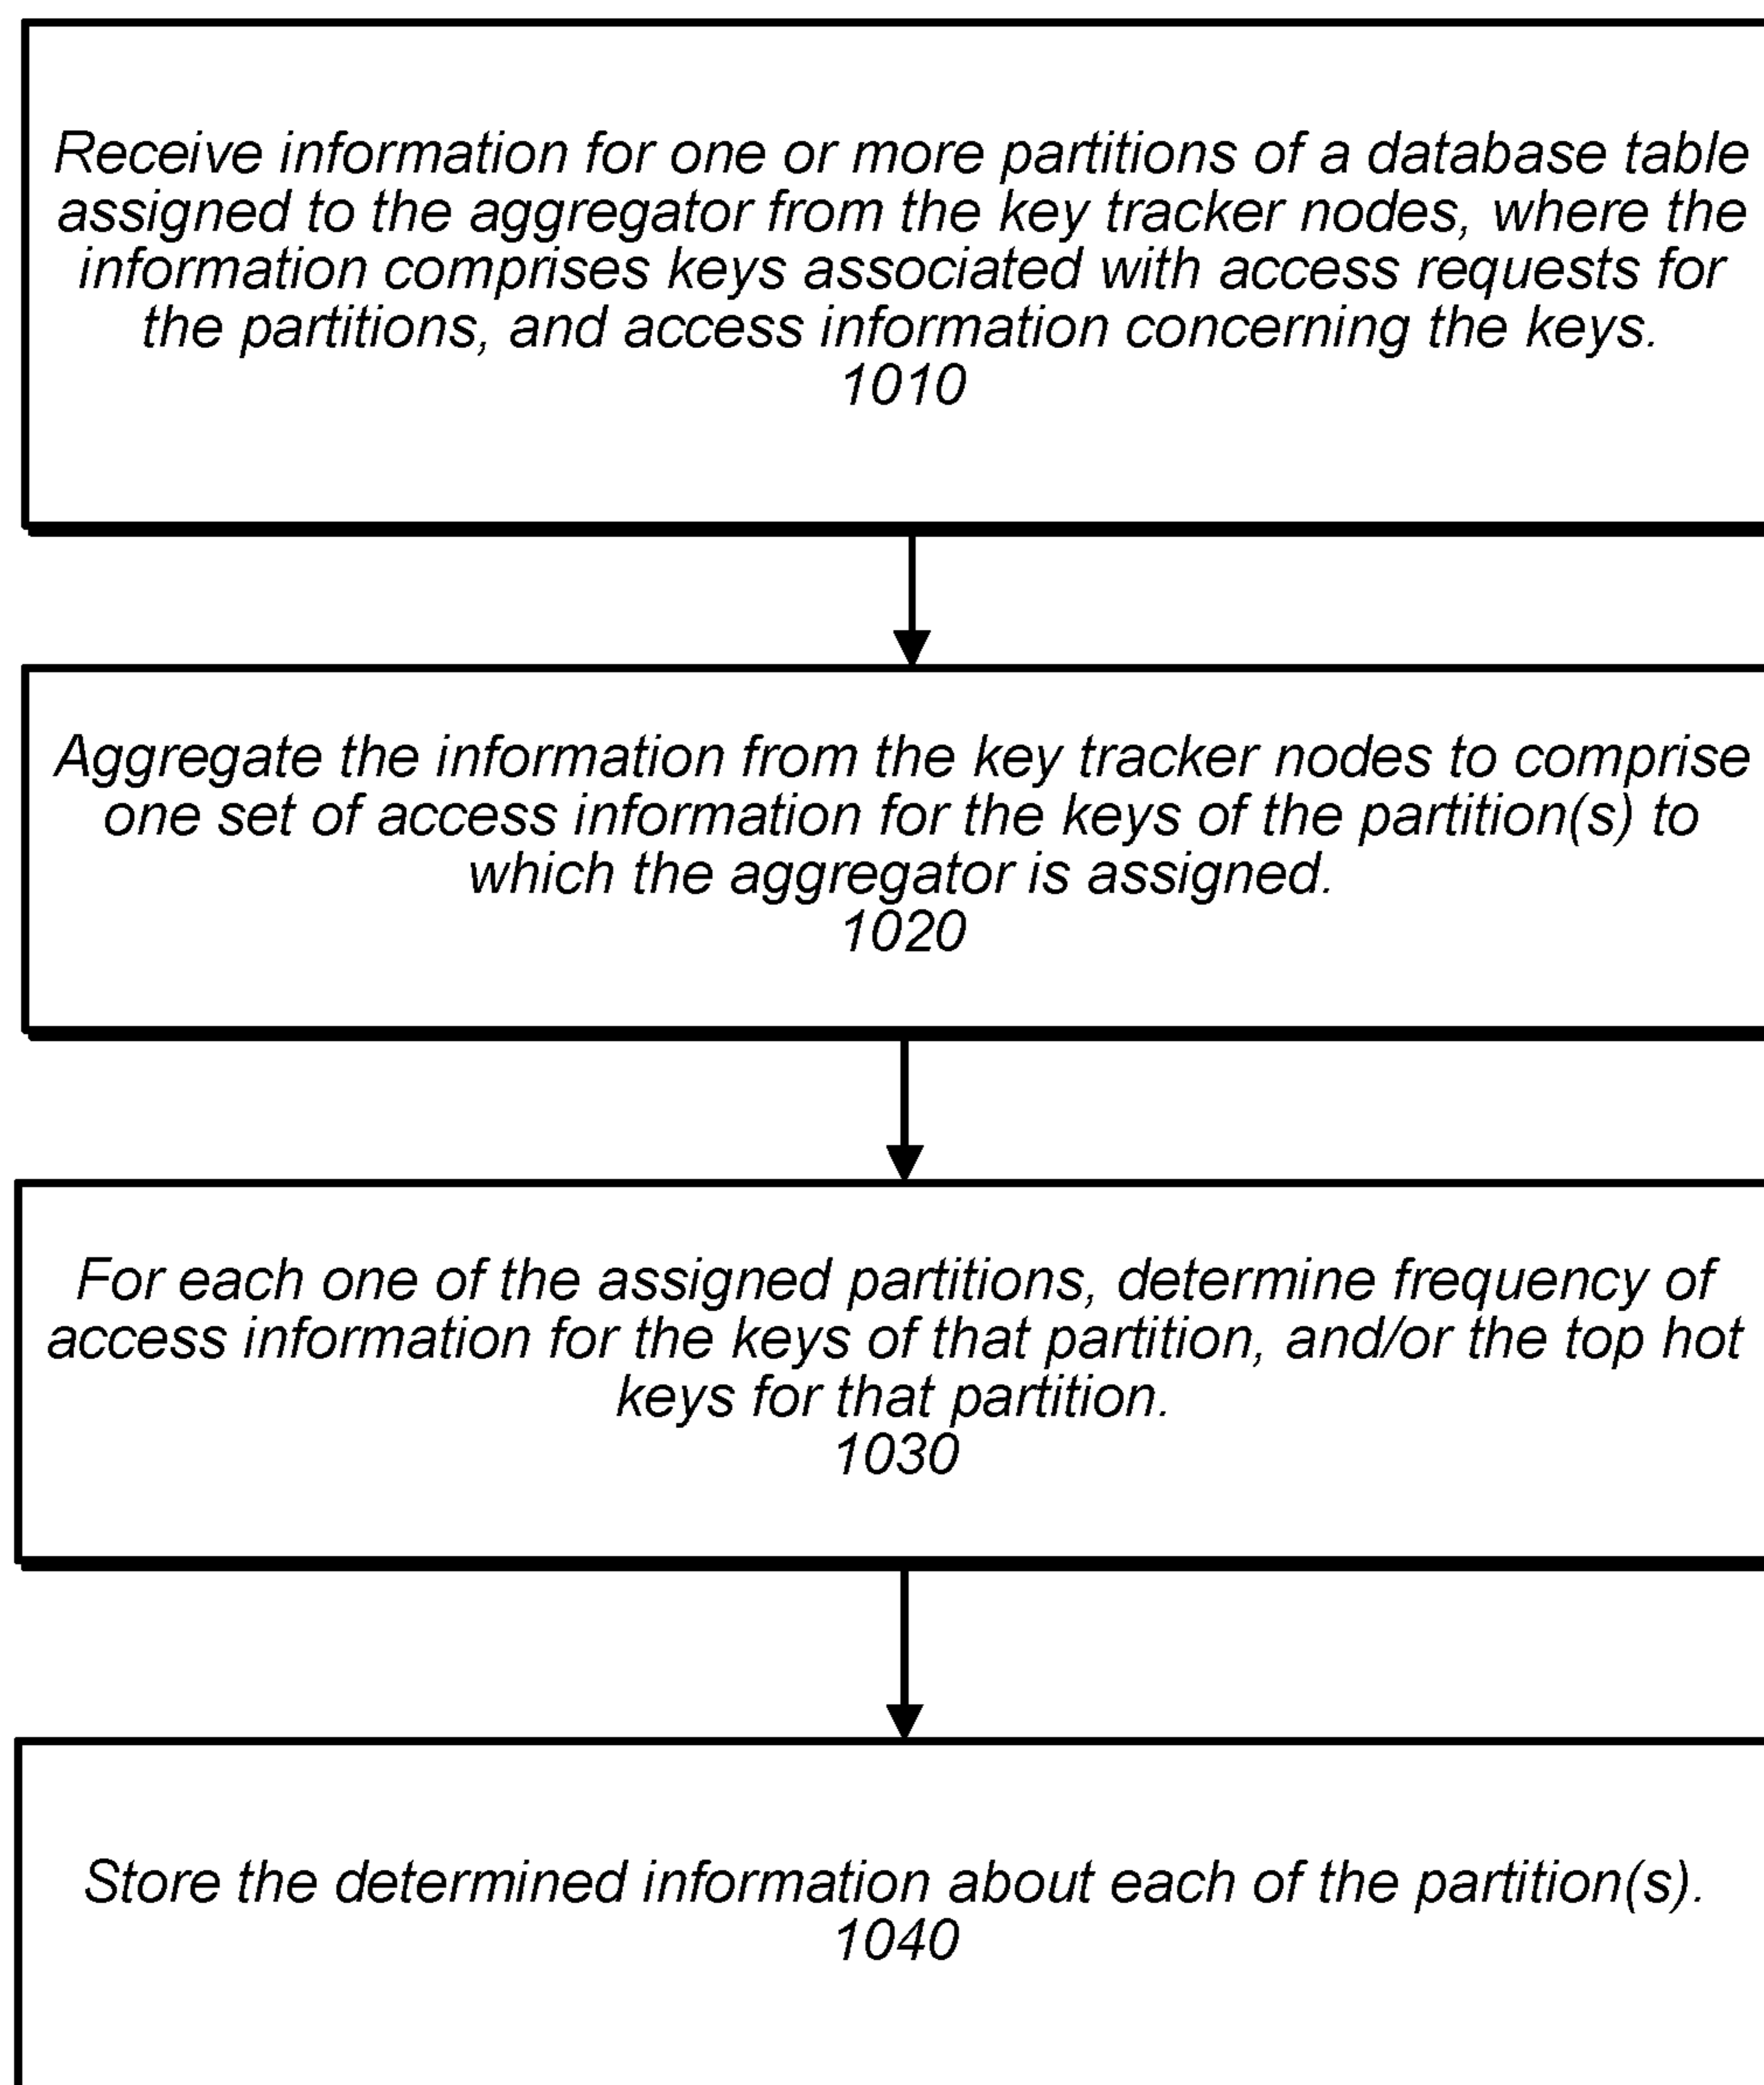 Receive information for one or more partitions of a database table
assigned to the aggregator from the key tracker nodes, where the
information comprises keys associated with access requests for
the partitions, and access information concerning the keys.
1010
Aggregate the information from the key tracker nodes to comprise
one set of access information for the keys of the partition(s) to
which the aggregator is assigned.
1020
For each one of the assigned partitions, determine frequency of
access information for the keys of that partition, and/or the top hot
keys for that partition.
1030
Store the determined information about each of the partition(s).
1040